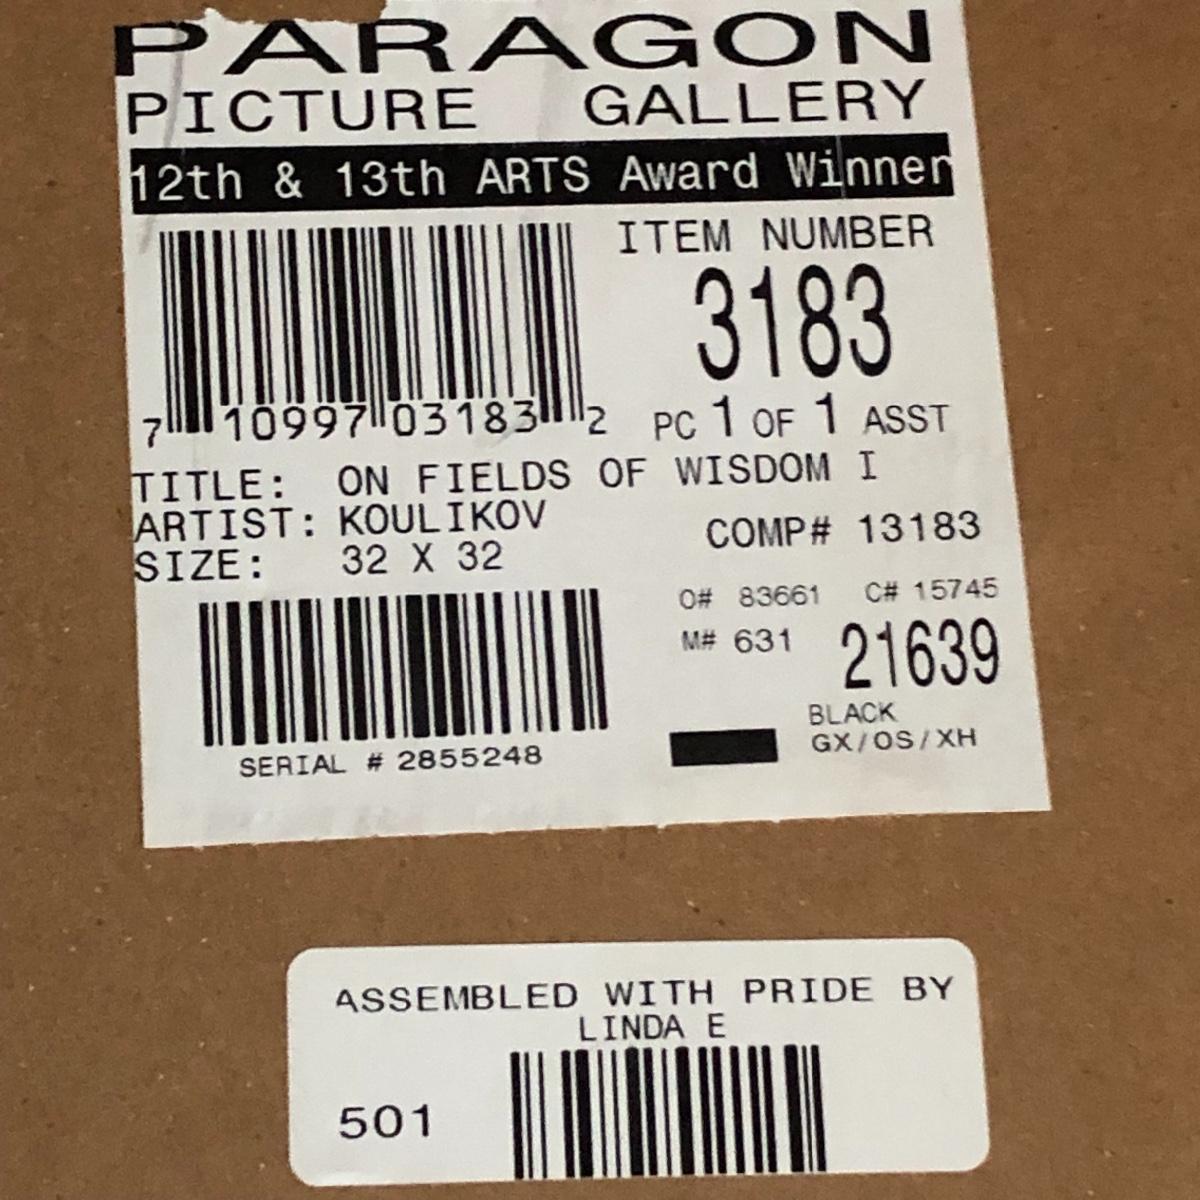 PARAGON
PICTURE GALLERY
12th & 13th ARTS Award Winner
ITEM NUMBER
3183
7 10997 03183 2
PC 1 OF 1 ASST
TITLE: ON FIELDS OF WISDOM I
ARTIST: KOULIKOV
SIZE: 32 X 32
COMP# 13183
O# 83661 C# 15745
M# 631 21639
BLACK
GX/OS/XH
SERIAL # 2855248
ASSEMBLED WITH PRIDE BY
LINDA E
501